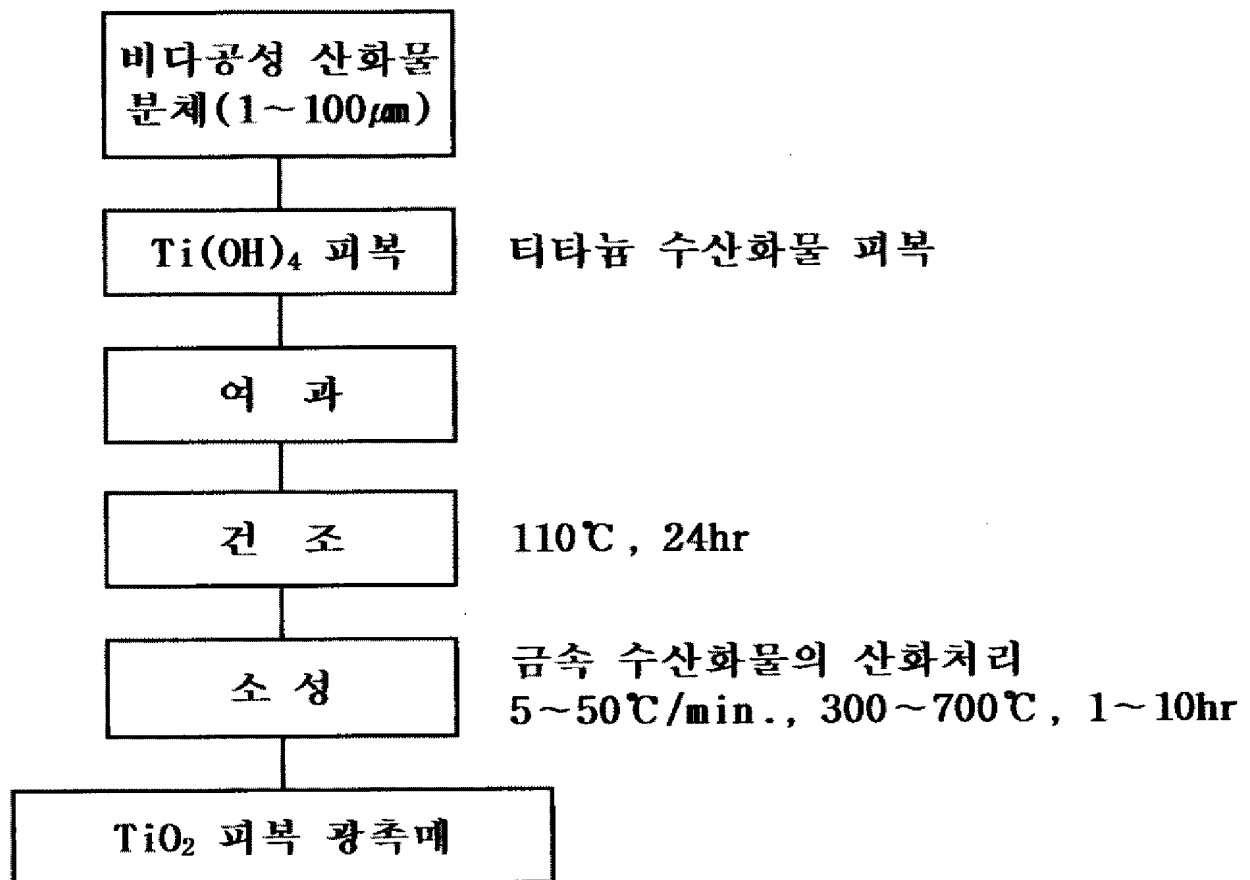 비다공성 산화물
분체(1~100㎛)
Ti(OH)₄ 피복 티타늄 수산화물 피복
여 과
건 조 110℃, 24hr
소 성 금속 수산화물의 산화처리
5~50℃/min., 300~700℃, 1~10hr
TiO₂ 피복 광촉매